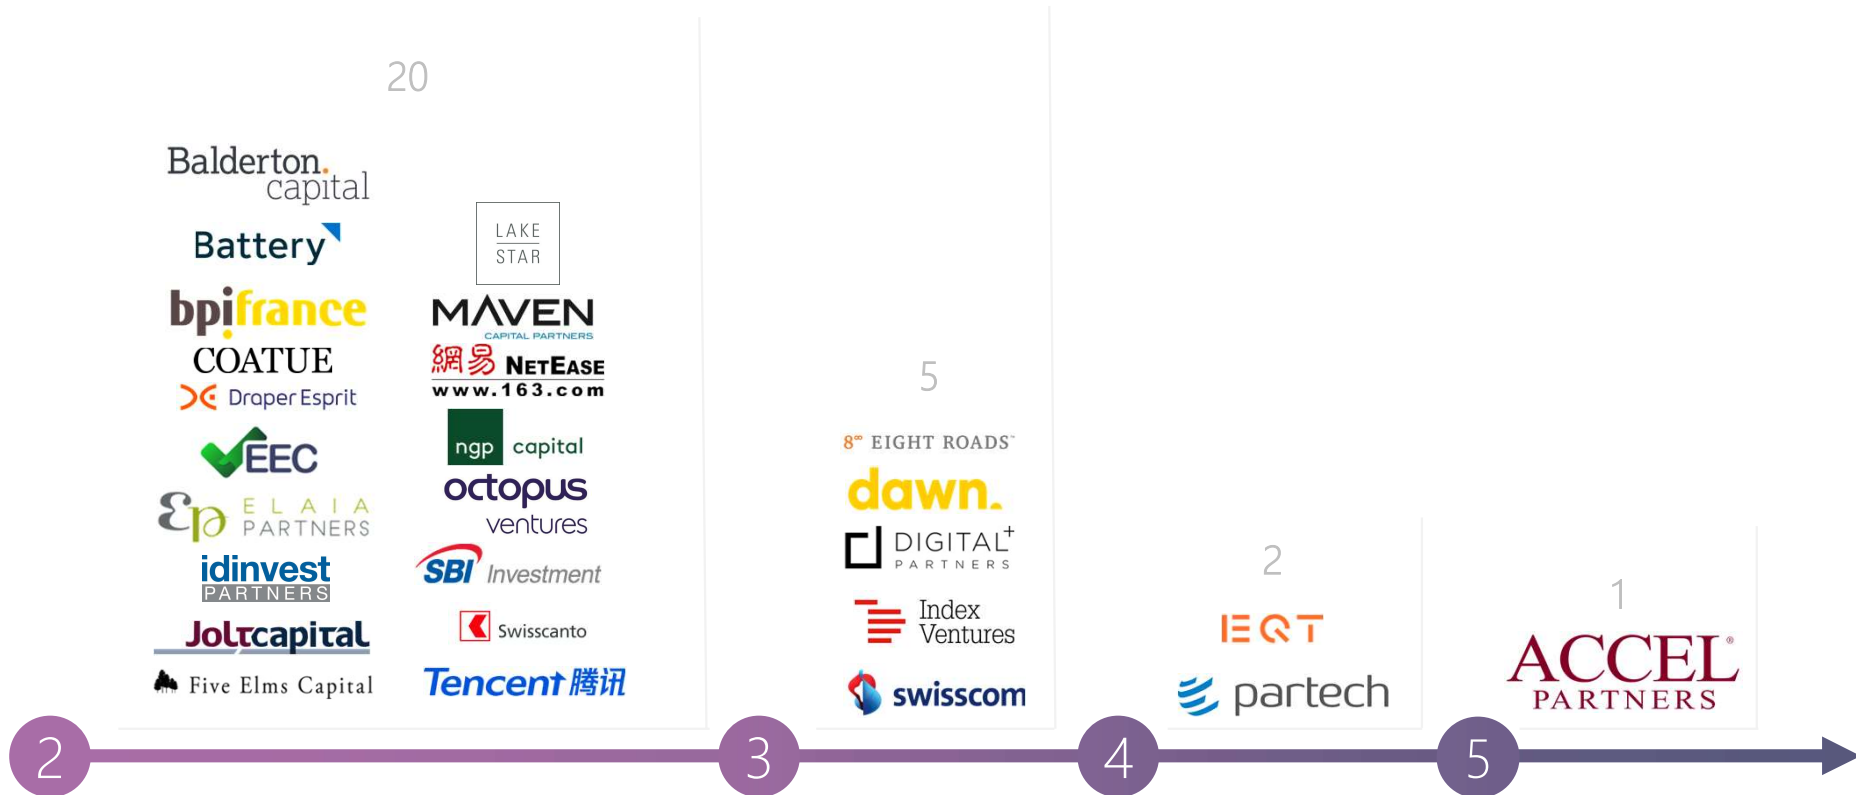 20
Balderton.
capital
Battery
bpifrance
COATUE
Draper Esprit
EEC
Ep ELAIA
PARTNERS
idinvest
PARTNERS
Joltcapital
Five Elms Capital
LAKE
STAR
MAVEN
CAPITAL PARTNERS
網易 NETEASE
www.163.com
ngp capital
octopus
ventures
SBI Investment
Swisscanto
Tencent 腾讯
5
8∞ EIGHT ROADS™
dawn.
DIGITAL+
PARTNERS
Index
Ventures
swisscom
2
EQT
partech
1
ACCEL®
PARTNERS
2
3
4
5